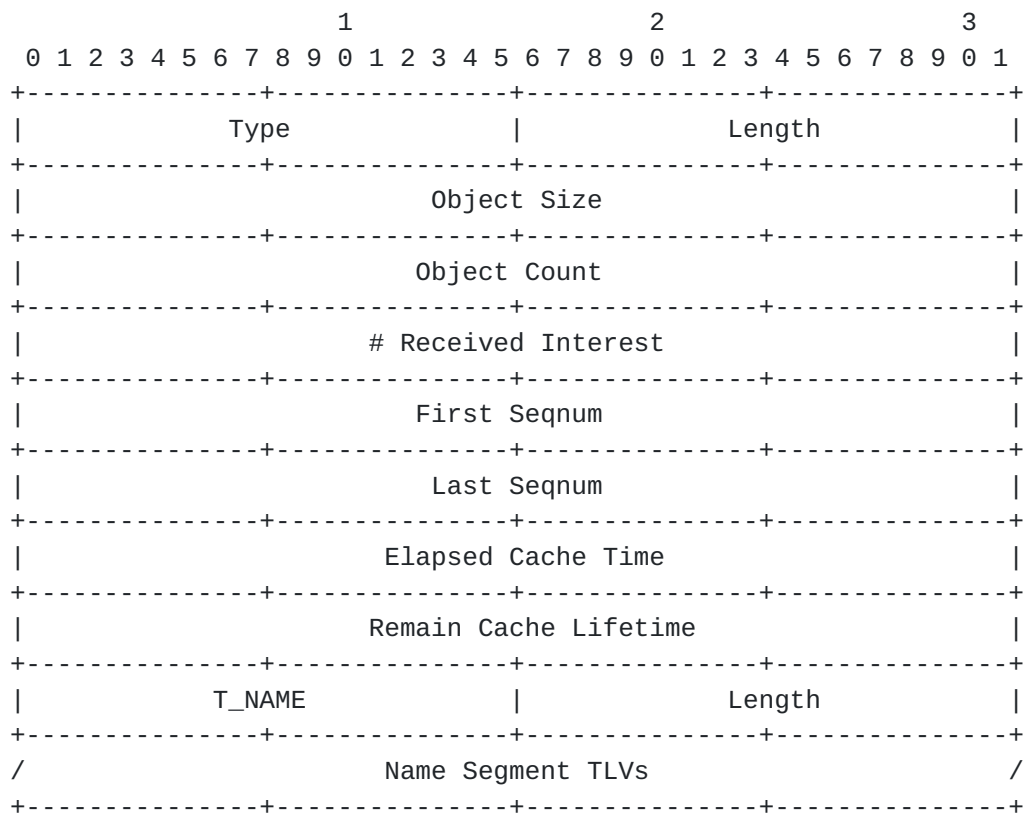 1                   2                   3
 0 1 2 3 4 5 6 7 8 9 0 1 2 3 4 5 6 7 8 9 0 1 2 3 4 5 6 7 8 9 0 1
+---------------+---------------+---------------+---------------+
|             Type              |             Length            |
+---------------+---------------+---------------+---------------+
|                          Object Size                          |
+---------------+---------------+---------------+---------------+
|                         Object Count                          |
+---------------+---------------+---------------+---------------+
|                      # Received Interest                      |
+---------------+---------------+---------------+---------------+
|                         First Seqnum                          |
+---------------+---------------+---------------+---------------+
|                          Last Seqnum                          |
+---------------+---------------+---------------+---------------+
|                       Elapsed Cache Time                      |
+---------------+---------------+---------------+---------------+
|                      Remain Cache Lifetime                    |
+---------------+---------------+---------------+---------------+
|            T_NAME             |             Length            |
+---------------+---------------+---------------+---------------+
/                       Name Segment TLVs                       /
+---------------+---------------+---------------+---------------+